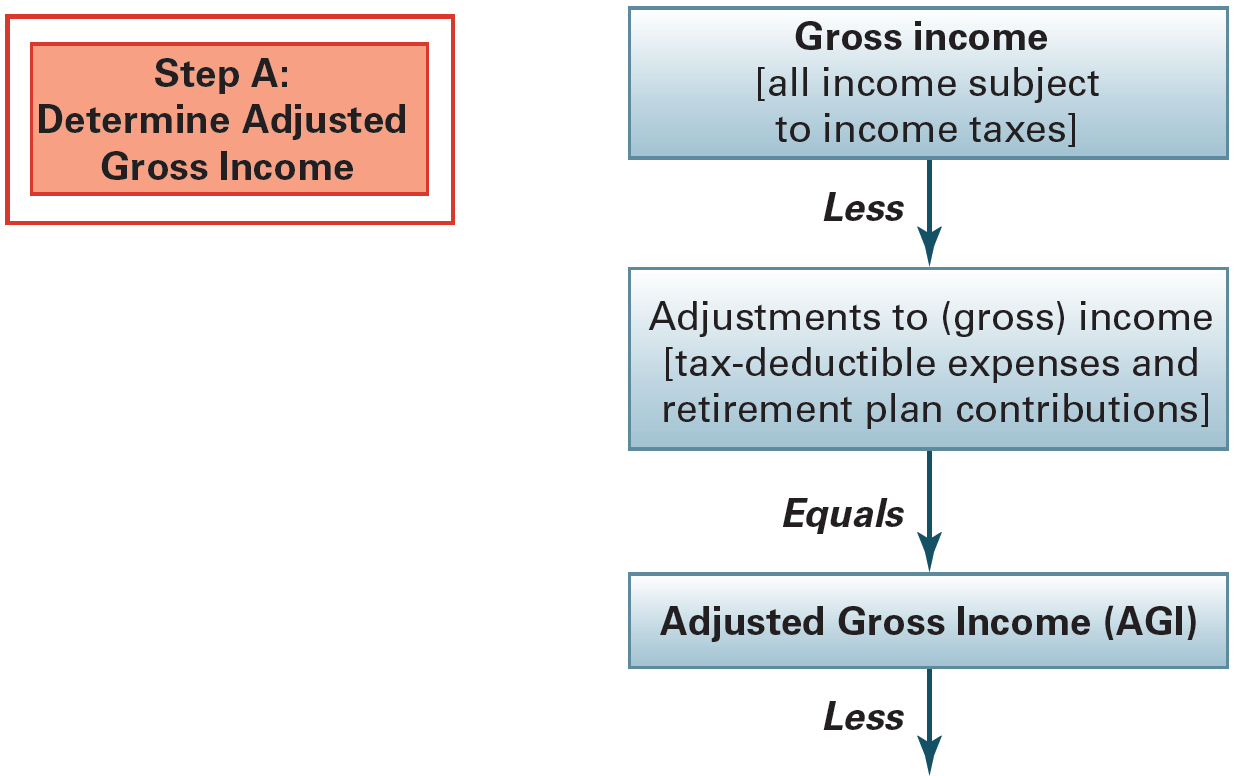 Step A:
Determine Adjusted
Gross Income
Gross income
[all income subject
to income taxes]
Less
Adjustments to (gross) income
[tax-deductible expenses and
retirement plan contributions]
Equals
Adjusted Gross Income (AGI)
Less